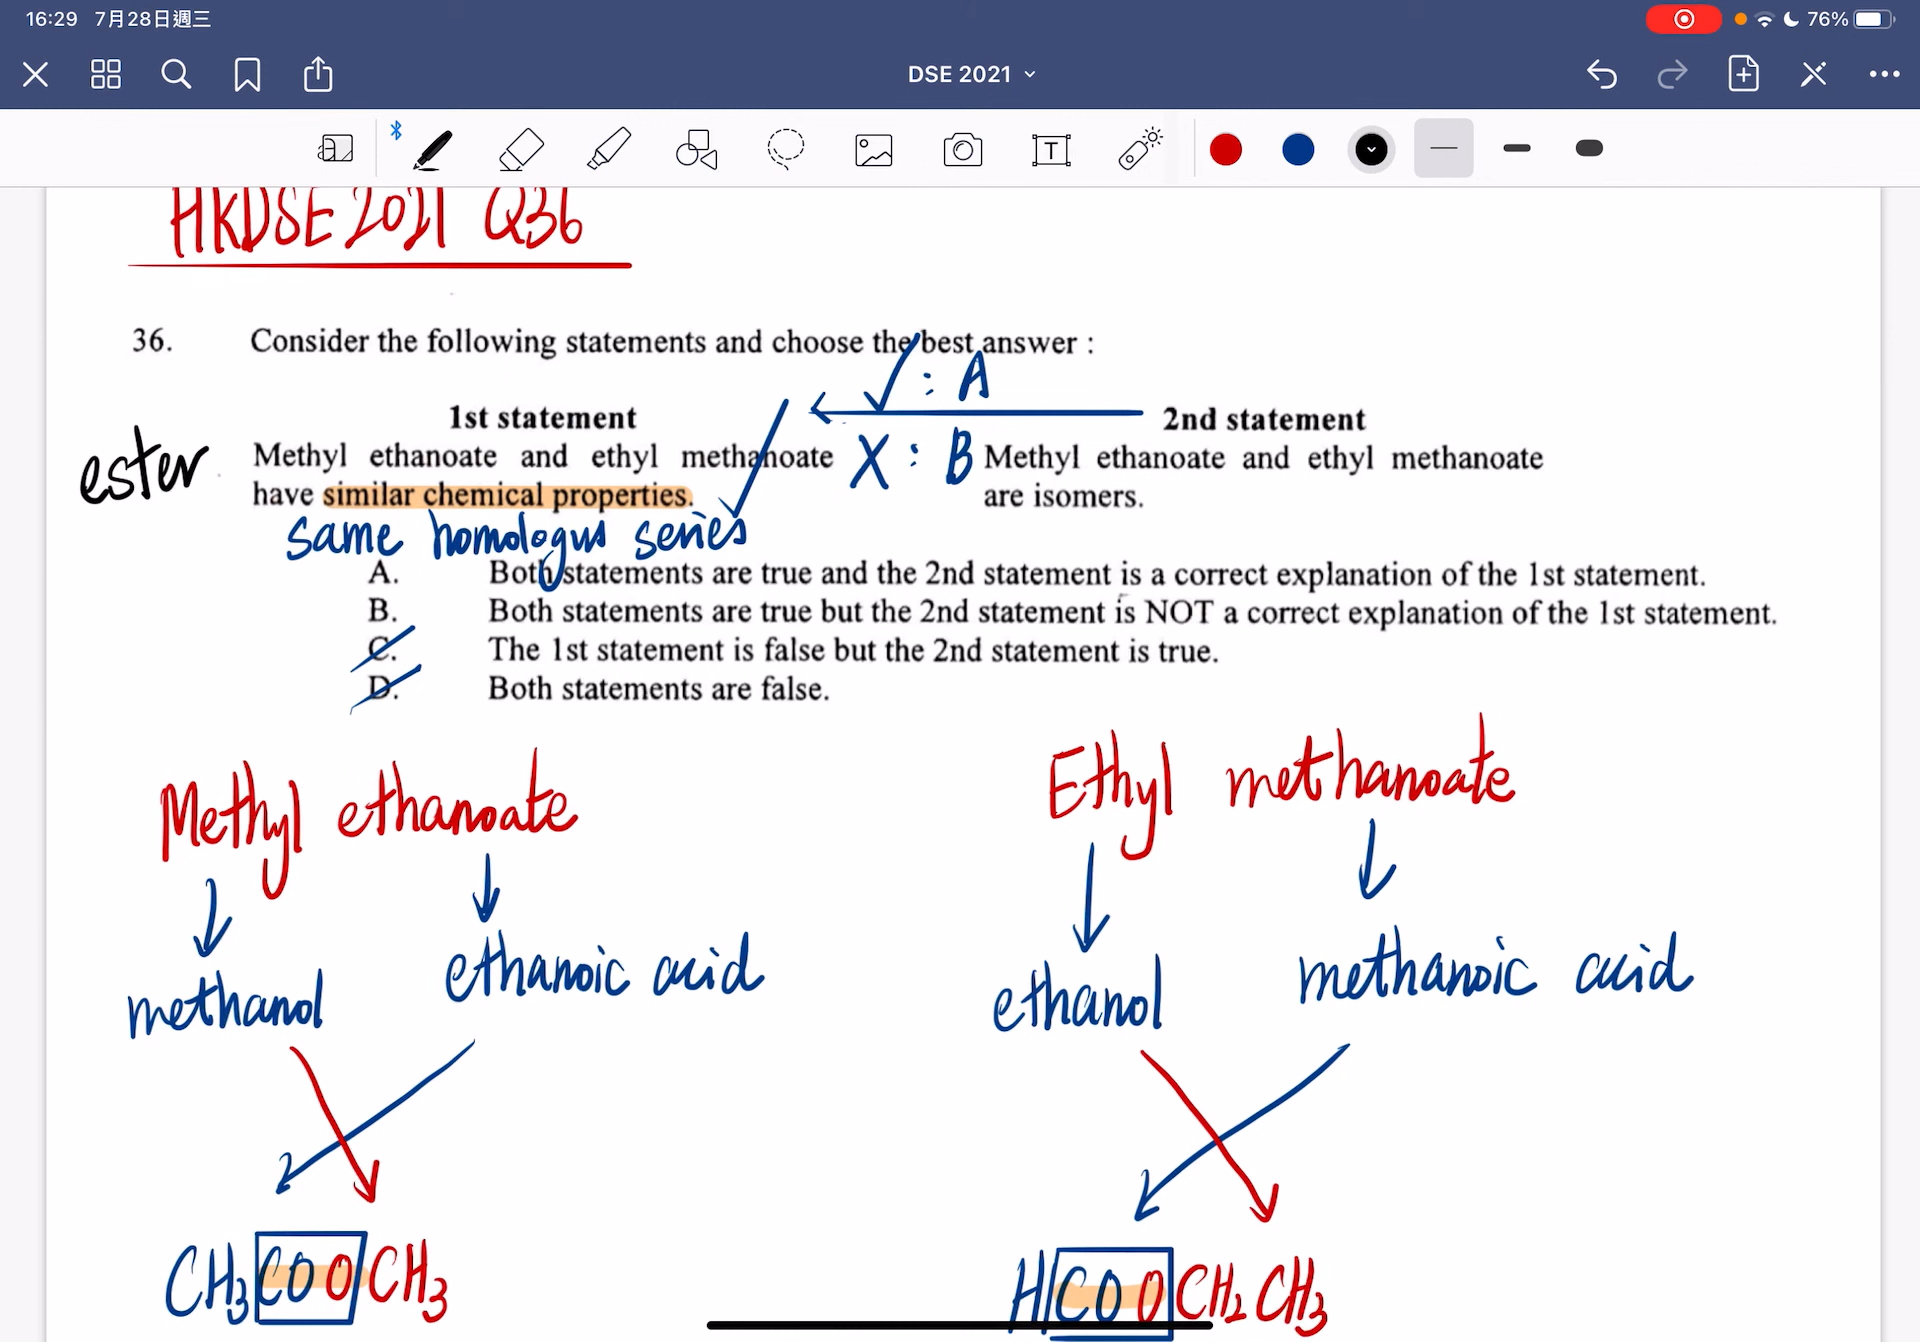 16:29 7月28日週三 76%
DSE 2021
HKDSE 2021 Q36
36. Consider the following statements and choose the best answer :
✓ : A
1st statement 2nd statement
ester Methyl ethanoate and ethyl methanoate X : B Methyl ethanoate and ethyl methanoate
have similar chemical properties. are isomers.
same homologus series
A. Both statements are true and the 2nd statement is a correct explanation of the 1st statement.
B. Both statements are true but the 2nd statement is NOT a correct explanation of the 1st statement.
C. The 1st statement is false but the 2nd statement is true.
D. Both statements are false.
Methyl ethanoate Ethyl methanoate
methanol ethanoic acid ethanol methanoic acid
CH3COOCH3 HCOOCH2CH3